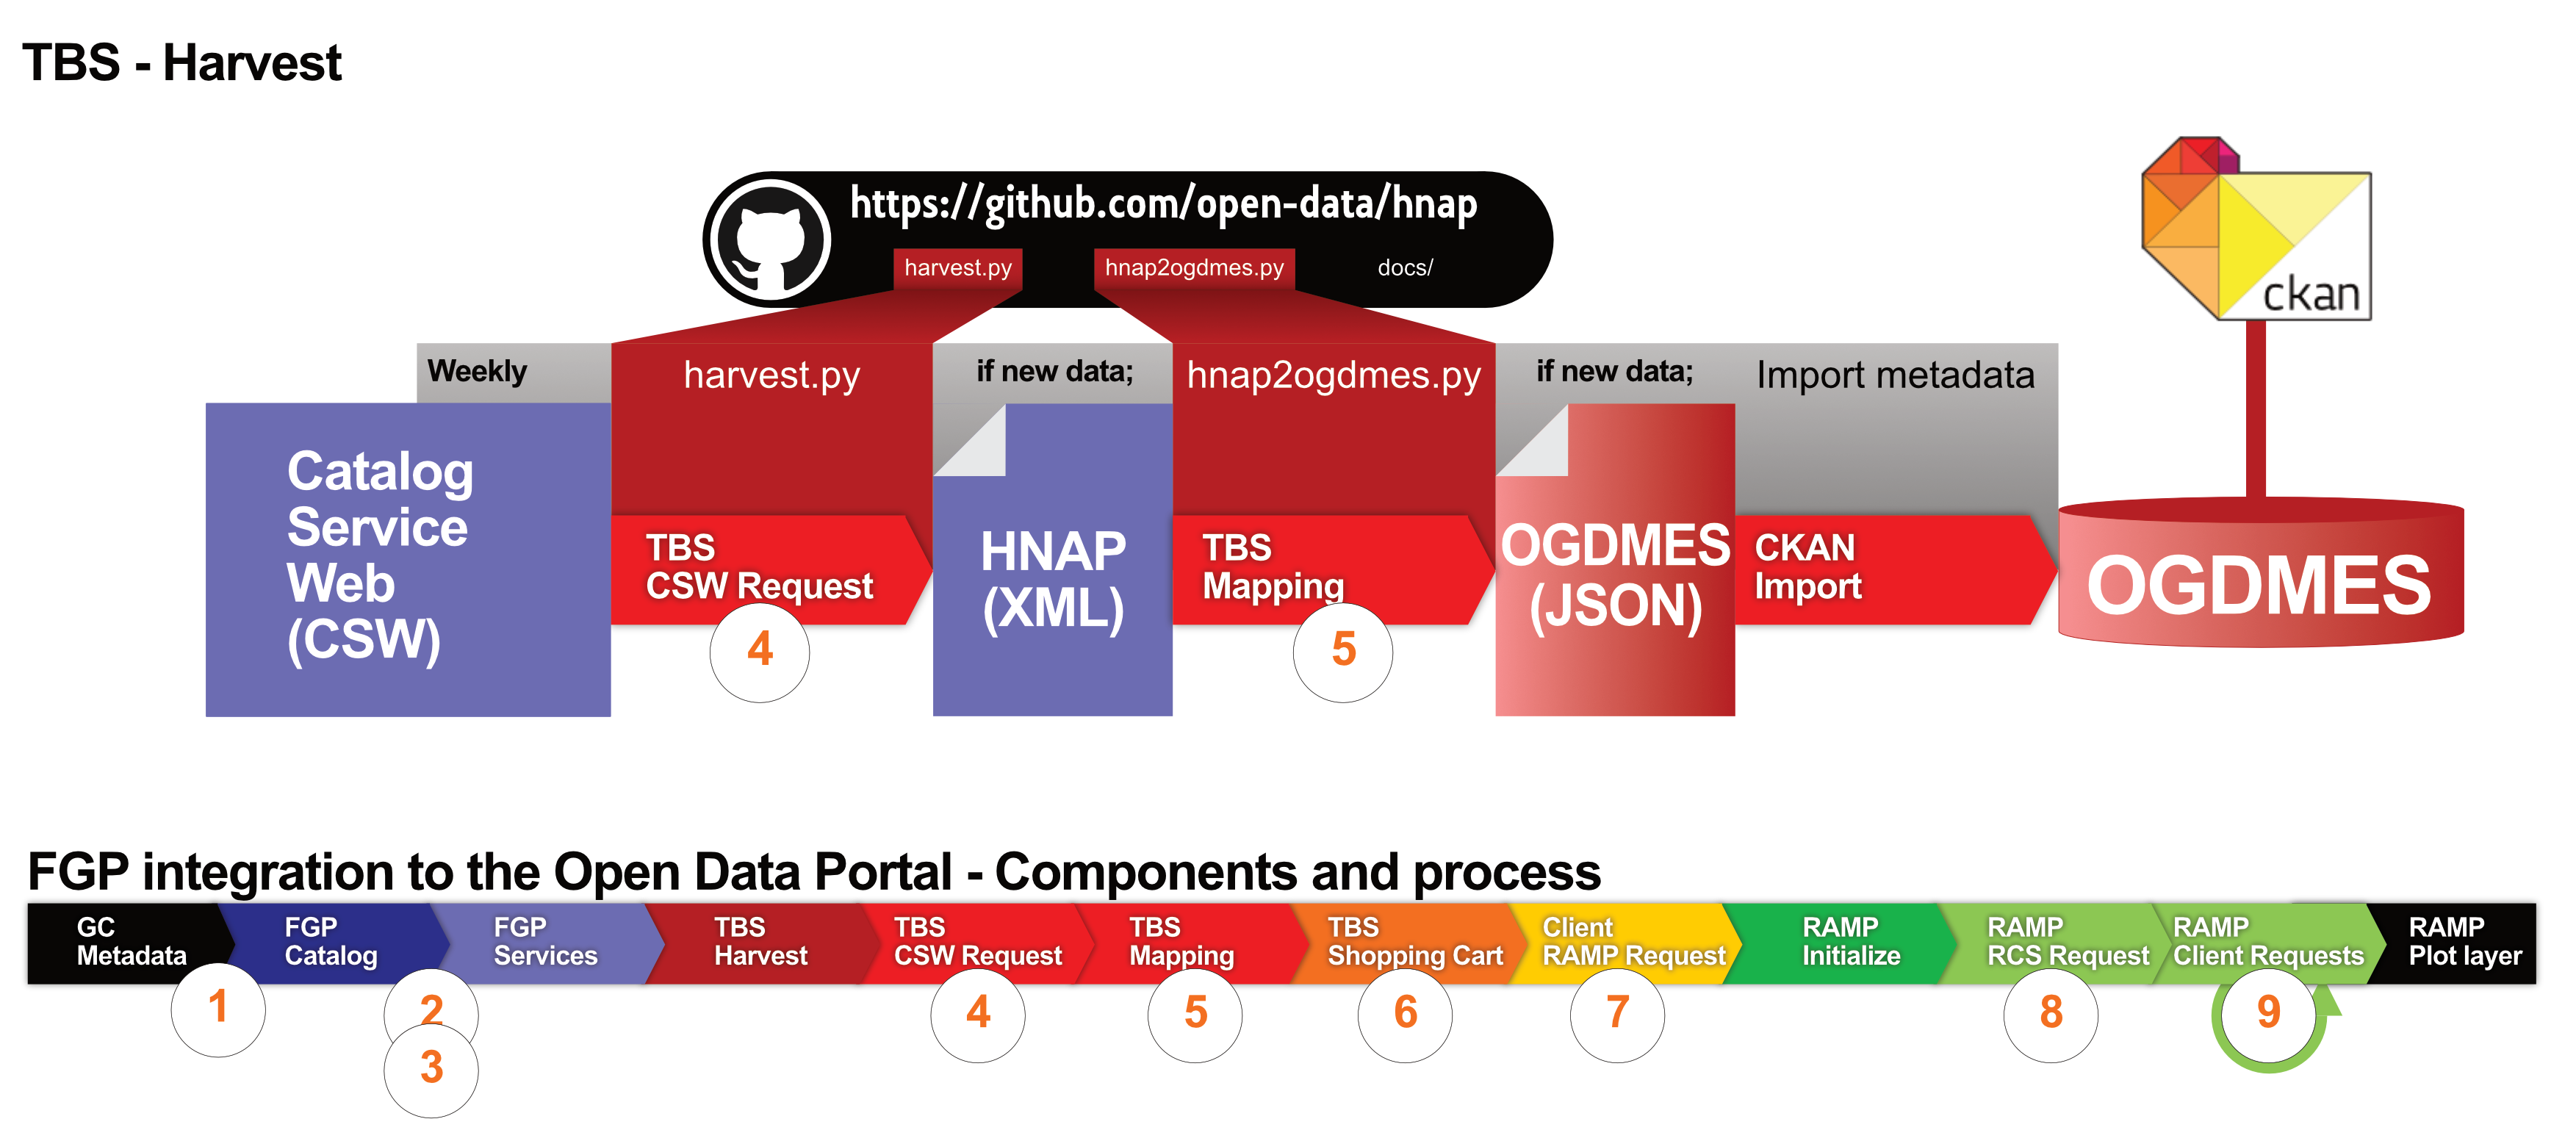 TBS - Harvest
https://github.com/open-data/hnap
harvest.py
hnap2ogdmes.py
docs/
ckan
Weekly
harvest.py
if new data;
hnap2ogdmes.py
if new data;
Import metadata
Catalog
Service
Web
(CSW)
TBS
CSW Request
4
HNAP
(XML)
TBS
Mapping
5
OGDMES
(JSON)
CKAN
Import
OGDMES
FGP integration to the Open Data Portal - Components and process
GC
Metadata
1
FGP
Catalog
2
3
FGP
Services
TBS
Harvest
TBS
CSW Request
4
TBS
Mapping
5
TBS
Shopping Cart
6
Client
RAMP Request
7
RAMP
Initialize
RAMP
RCS Request
8
RAMP
Client Requests
9
RAMP
Plot layer